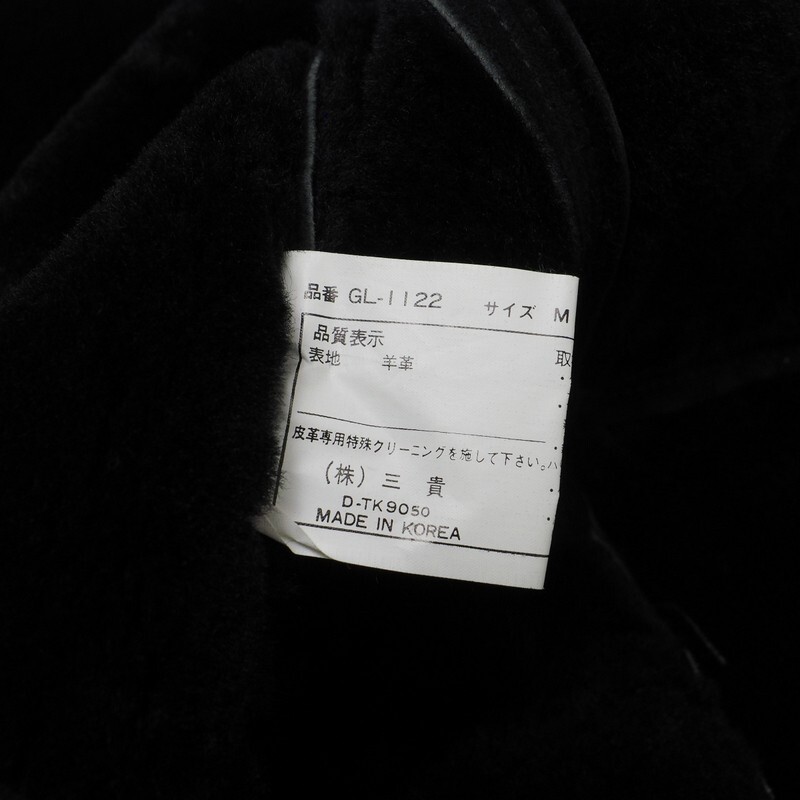 品番 GL-1122 サイズ M
品質表示
表地 羊革
取
皮革専用特殊クリーニングを施して下さい。ハ
(株) 三 貴
D-TK9050
MADE IN KOREA